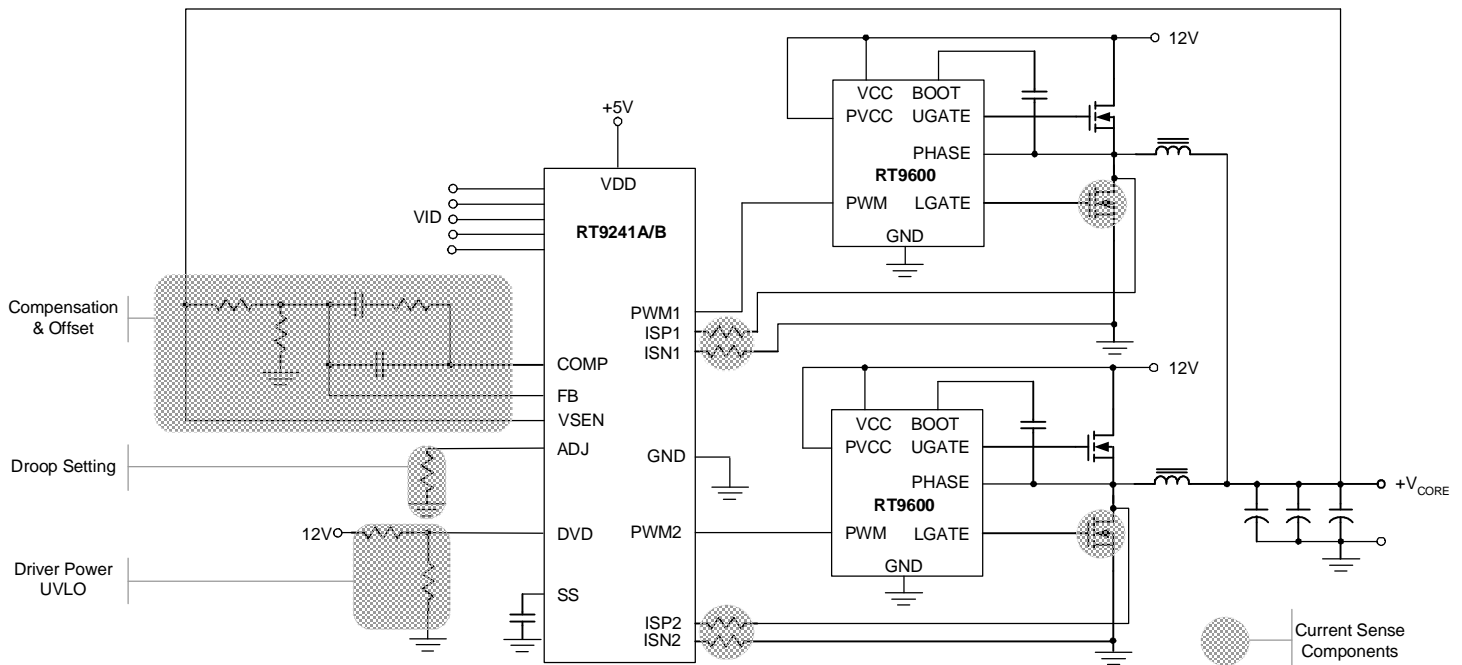 12V
VCC BOOT
PVCC UGATE
PHASE
RT9600
PWM LGATE
GND
+5V
VDD
VID
RT9241A/B
Compensation
& Offset
PWM1
ISP1
ISN1
COMP
FB
VSEN
12V
VCC BOOT
PVCC UGATE
PHASE
RT9600
PWM LGATE
GND
Droop Setting
ADJ
GND
+VCORE
12V
DVD
PWM2
Driver Power
UVLO
SS
ISP2
ISN2
Current Sense
Components